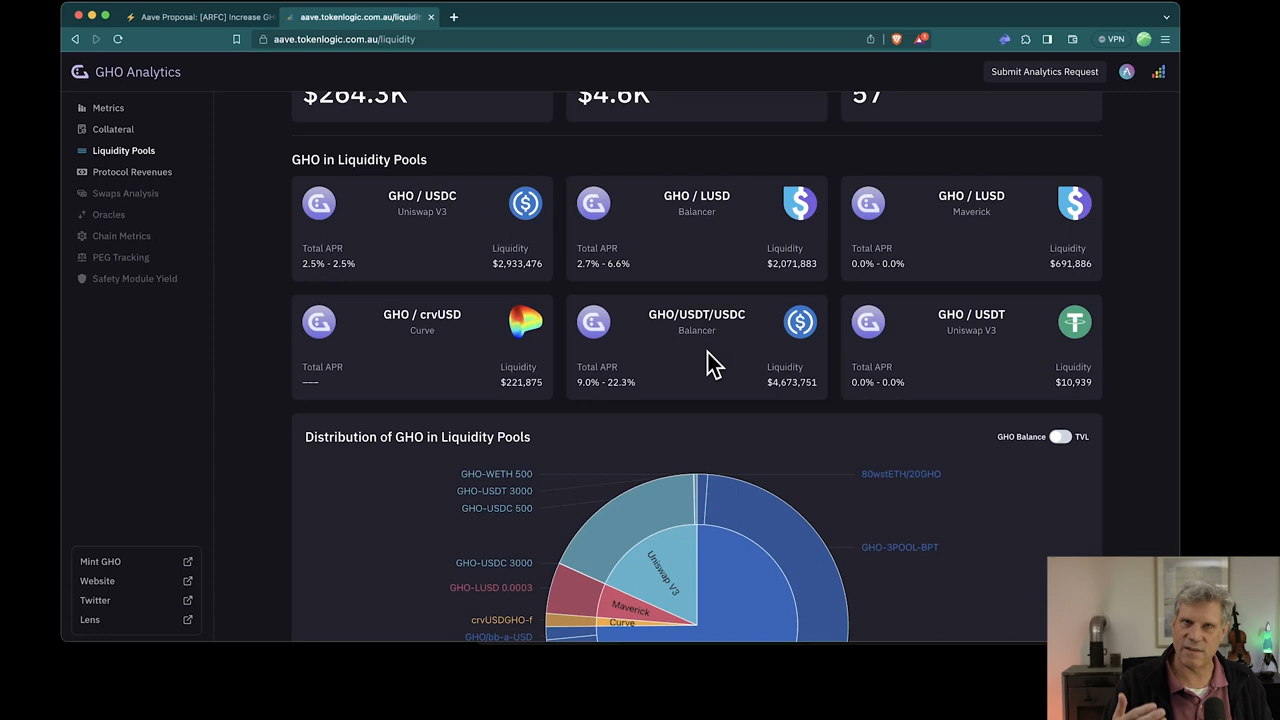 Aave Proposal: [ARFC] Increase GH
aave.tokenlogic.com.au/liquidit
aave.tokenlogic.com.au/liquidity
VPN
GHO Analytics
Submit Analytics Request
Metrics
Collateral
Liquidity Pools
Protocol Revenues
Swaps Analysis
Oracles
Chain Metrics
PEG Tracking
Safety Module Yield
Mint GHO
Website
Twitter
Lens
$264.3K
$4.6K
57
GHO in Liquidity Pools
GHO / USDC
Uniswap V3
Total APR
Liquidity
2.5% - 2.5%
$2,933,476
GHO / LUSD
Balancer
Total APR
Liquidity
2.7% - 6.6%
$2,071,883
GHO / LUSD
Maverick
Total APR
Liquidity
0.0% - 0.0%
$691,886
GHO / crvUSD
Curve
Total APR
Liquidity
---
$221,875
GHO/USDT/USDC
Balancer
Total APR
Liquidity
9.0% - 22.3%
$4,673,751
GHO / USDT
Uniswap V3
Total APR
Liquidity
0.0% - 0.0%
$10,939
Distribution of GHO in Liquidity Pools
GHO Balance
TVL
GHO-WETH 500
GHO-USDT 3000
GHO-USDC 500
GHO-USDC 3000
GHO-LUSD 0.0003
crvUSDGHO-f
GHO/bb-a-USD
80wstETH/20GHO
GHO-3POOL-BPT
Uniswap V3
Maverick
Curve